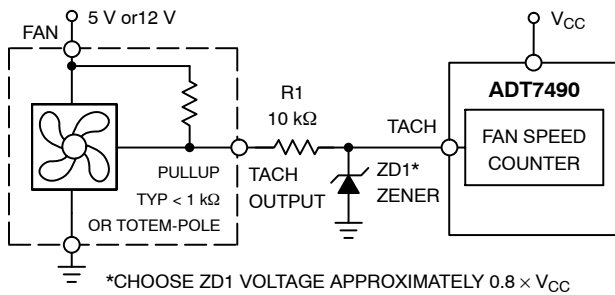 5 V or12 V
FAN
VCC
R1
10 kΩ
ADT7490
TACH
FAN SPEED
COUNTER
PULLUP
TYP < 1 kΩ
OR TOTEM-POLE
TACH
OUTPUT
ZD1*
ZENER
*CHOOSE ZD1 VOLTAGE APPROXIMATELY 0.8 × VCC